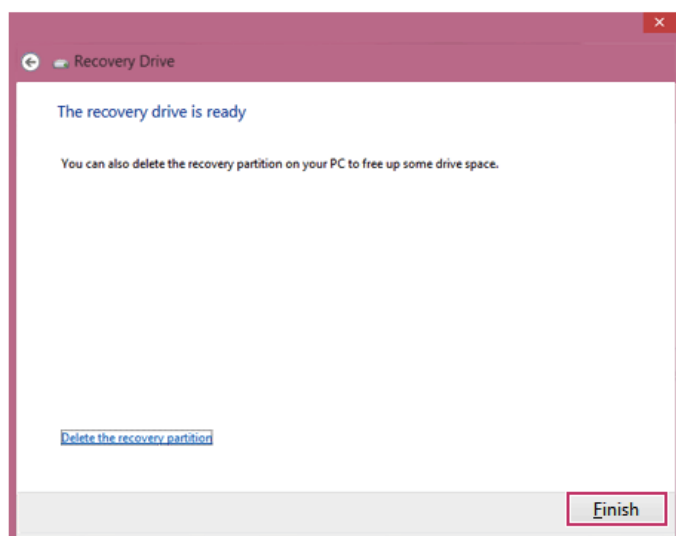 Recovery Drive
The recovery drive is ready
You can also delete the recovery partition on your PC to free up some drive space.
Delete the recovery partition
Finish